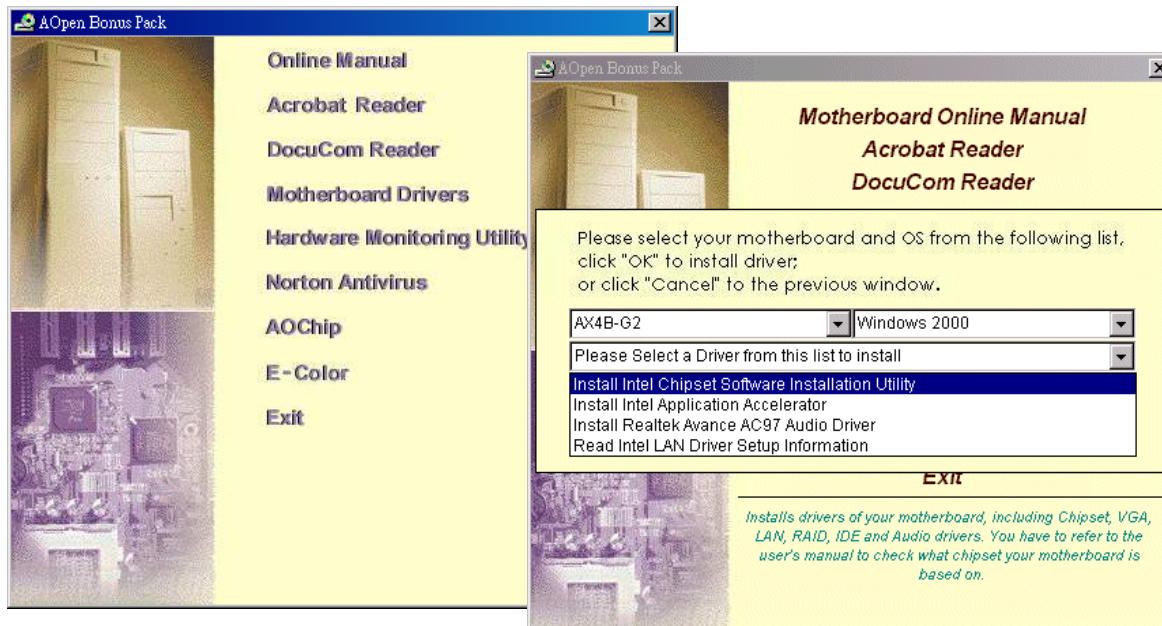 AOpen Bonus Pack
Online Manual
Acrobat Reader
DocuCom Reader
Motherboard Drivers
Hardware Monitoring Utility
Norton Antivirus
AOChip
E-Color
Exit
AOpen Bonus Pack
Motherboard Online Manual
Acrobat Reader
DocuCom Reader
Please select your motherboard and OS from the following list,
click "OK" to install driver;
or click "Cancel" to the previous window.
AX4B-G2
Windows 2000
Please Select a Driver from this list to install
Install Intel Chipset Software Installation Utility
Install Intel Application Accelerator
Install Realtek Avance AC97 Audio Driver
Read Intel LAN Driver Setup Information
Exit
Installs drivers of your motherboard, including Chipset, VGA,
LAN, RAID, IDE and Audio drivers. You have to refer to the
user's manual to check what chipset your motherboard is
based on.